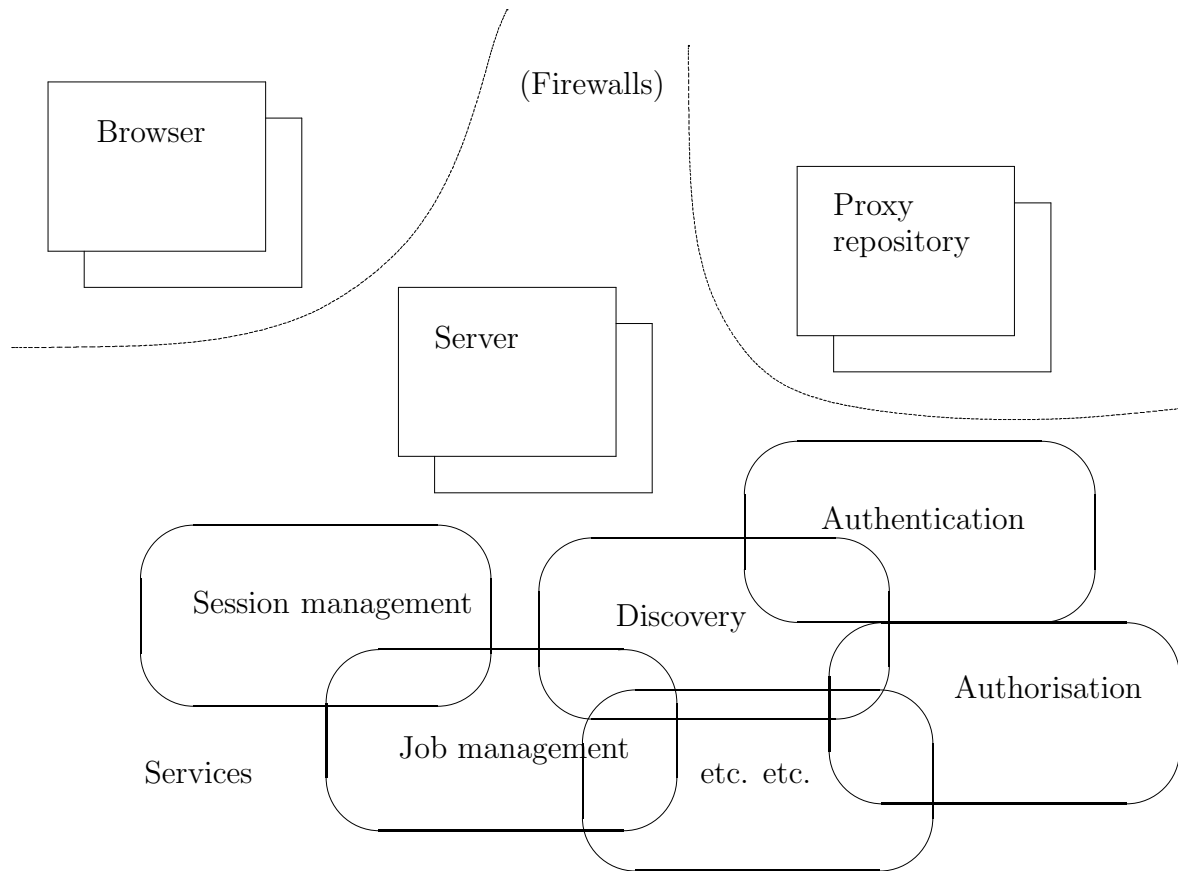 (Firewalls)
Browser
Proxy
repository
Server
Authentication
Session management
Discovery
Authorisation
Job management
Services
etc. etc.